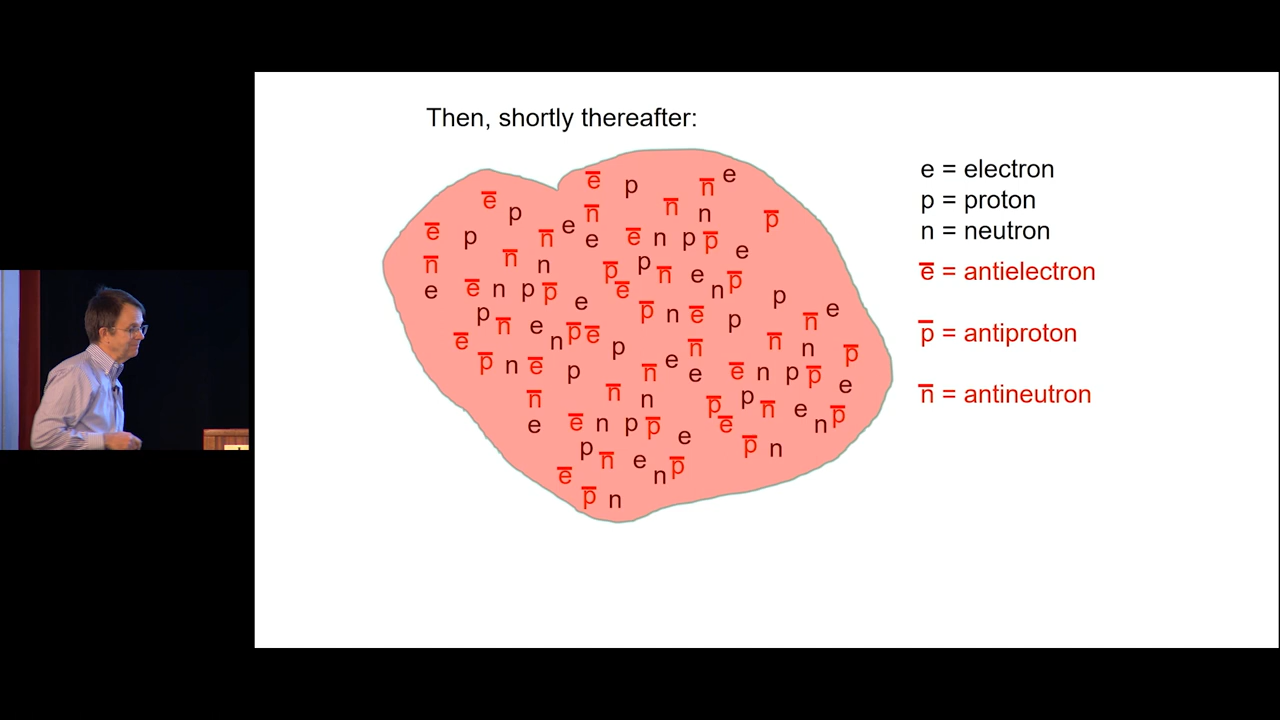 Then, shortly thereafter:
e̅ p n̅ e
e̅ p n̅ n̅ n p̅
e̅ p n̅ e e e̅ n p p̅ e
n̅ n̅ n p̅ p n̅ e p̅
e e̅ n p p̅ e e̅ n p
p n̅ e p̅ n e̅ p n̅ e
e̅ n p̅ e̅ p n̅ n̅ n p̅
p̅ n e̅ p n̅ e e e̅ n p p̅ e
n̅ n̅ n p̅ p n̅ e p̅
e e̅ n p p̅ e e̅ n
p n̅ e p̅ n
e̅ n p̅
p̅ n
e = electron
p = proton
n = neutron
e̅ = antielectron
p̅ = antiproton
n̅ = antineutron